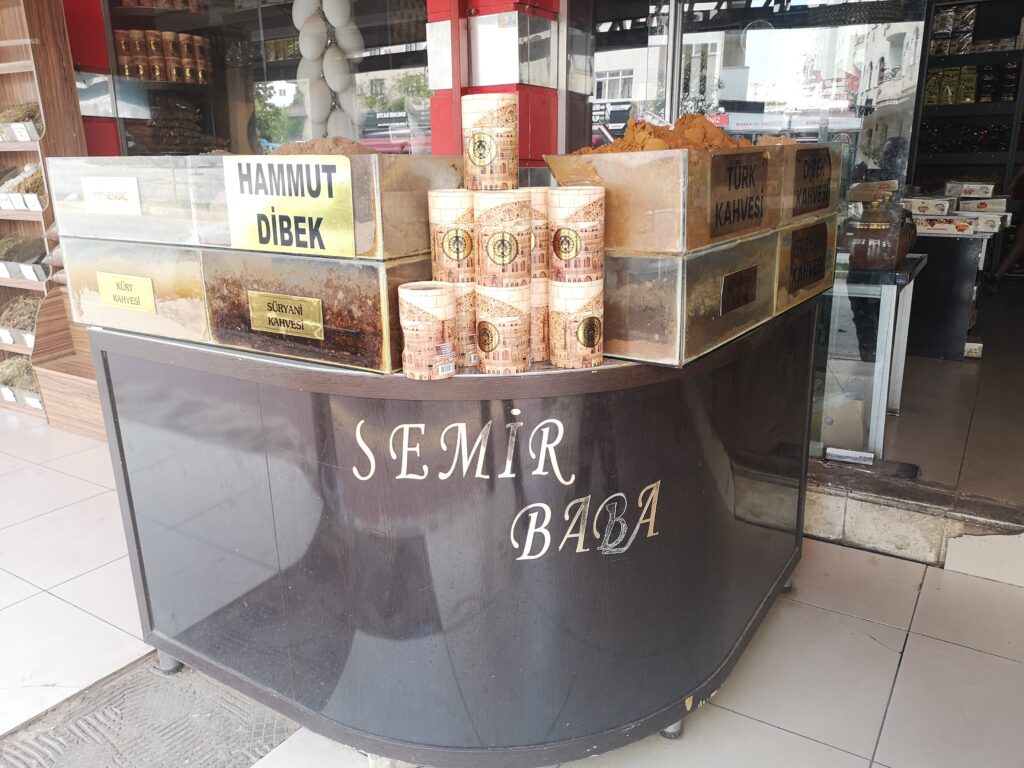 HAMMUT
DİBEK
KÜRT
KAHVESİ
SÜRYANİ
KAHVESİ
TÜRK
KAHVESİ
DİBEK
KAHVESİ
SEMİR
BABA